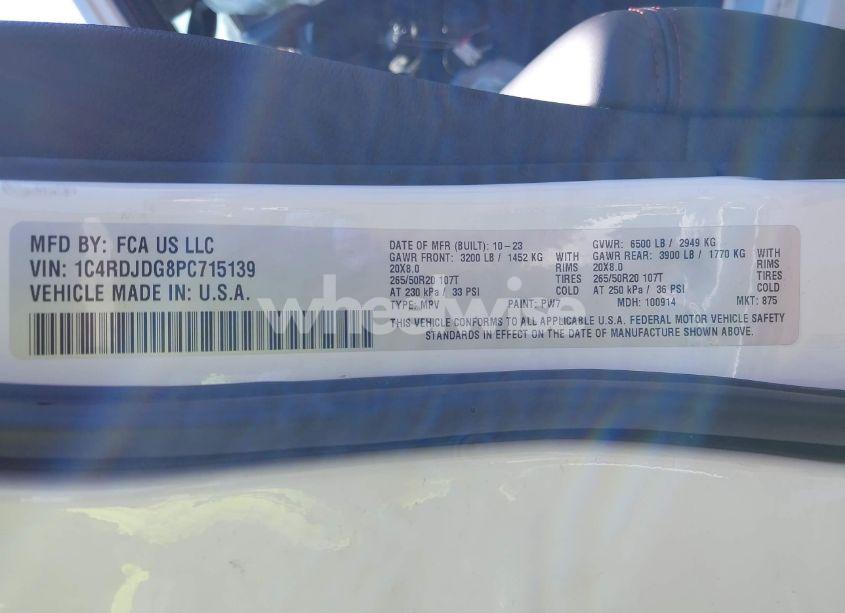 MFD BY: FCA US LLC
VIN: 1C4RDJDG8PC715139
VEHICLE MADE IN: U.S.A.
DATE OF MFR (BUILT): 10-23 GVWR: 6500 LB / 2949 KG
GAWR FRONT: 3200 LB / 1452 KG WITH GAWR REAR: 3900 LB / 1770 KG WITH
20X8.0 RIMS 20X8.0 RIMS
265/50R20 107T TIRES 265/50R20 107T TIRES
AT 230 kPa / 33 PSI COLD AT 250 kPa / 36 PSI COLD
TYPE: MPV PAINT: PW7 MDH: 100914 MKT: 875
THIS VEHICLE CONFORMS TO ALL APPLICABLE U.S.A. FEDERAL MOTOR VEHICLE SAFETY
STANDARDS IN EFFECT ON THE DATE OF MANUFACTURE SHOWN ABOVE.
wheelwise